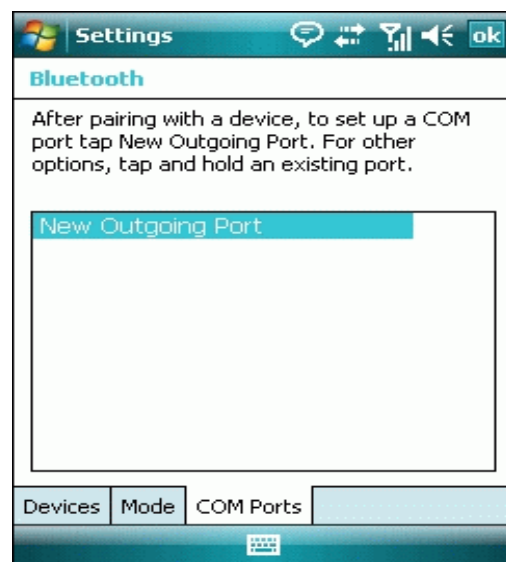 Settings
ok
Bluetooth
After pairing with a device, to set up a COM
port tap New Outgoing Port. For other
options, tap and hold an existing port.
New Outgoing Port
Devices
Mode
COM Ports